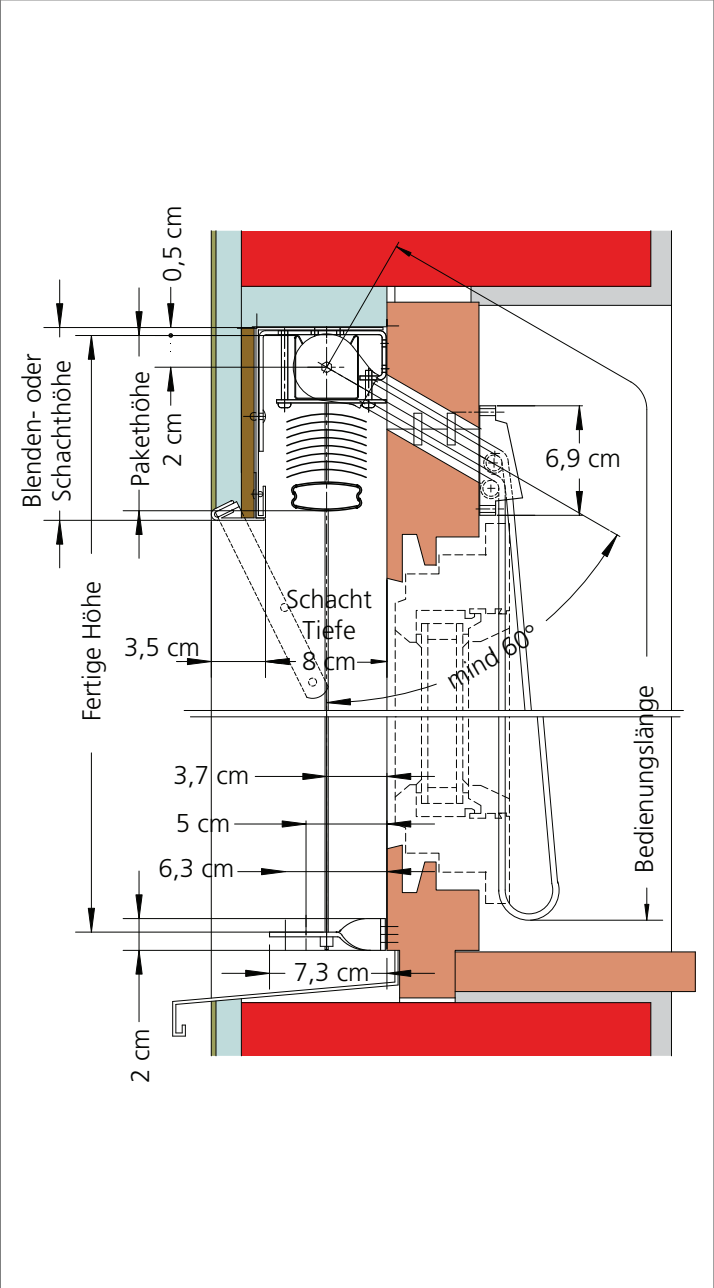 0,5 cm
Blenden- oder
Schachthöhe
Pakethöhe
2 cm
6,9 cm
Fertige Höhe
Schacht
Tiefe
3,5 cm
8 cm
mind 60°
3,7 cm
5 cm
6,3 cm
Bedienungslänge
7,3 cm
2 cm